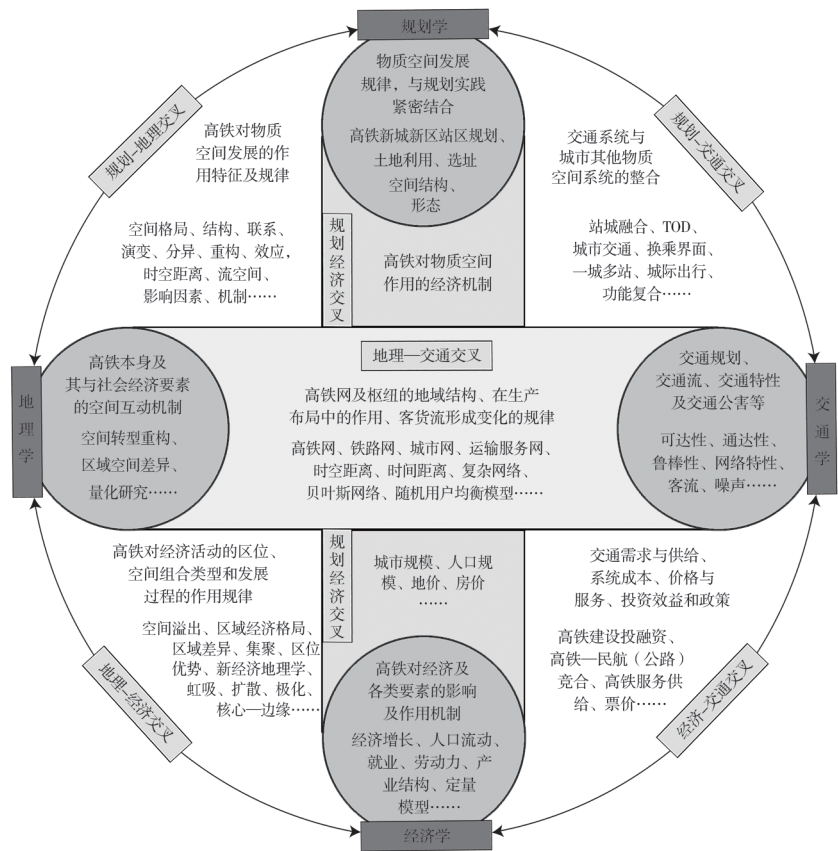 规划学
物质空间发展
规律，与规划实践
紧密结合
高铁新城新区站区规划、
土地利用、选址
空间结构、
形态
规划–地理交叉
高铁对物质
空间发展的作
用特征及规律
空间格局、结构、联系、
演变、分异、重构、效应，
时空距离、流空间、
影响因素、机制……
规划–交通交叉
交通系统与
城市其他物质
空间系统的整合
站城融合、TOD、
城市交通、换乘界面、
一城多站、城际出行、
功能复合……
规划经济交叉
高铁对物质空间
作用的经济机制
地理学
高铁本身及
其与社会经济要素
的空间互动机制
空间转型重构、
区域空间差异、
量化研究……
地理—交通交叉
高铁网及枢纽的地域结构、在生产
布局中的作用、客货流形成变化的规律
高铁网、铁路网、城市网、运输服务网、
时空距离、时间距离、复杂网络、
贝叶斯网络、随机用户均衡模型……
交通规划、
交通流、交通特性
及交通公害等
可达性、通达性、
鲁棒性、网络特性、
客流、噪声……
交通学
高铁对经济活动的区位、
空间组合类型和发展
过程的作用规律
空间溢出、区域经济格局、
区域差异、集聚、区位
优势、新经济地理学、
虹吸、扩散、极化、
核心—边缘……
地理–经济交叉
规划经济交叉
城市规模、人口规
模、地价、房价
……
交通需求与供给、
系统成本、价格与
服务、投资效益和政策
高铁建设投融资、
高铁—民航（公路）
竞合、高铁服务供
给、票价……
经济–交通交叉
高铁对经济及
各类要素的影响
及作用机制
经济增长、人口流动、
就业、劳动力、产
业结构、定量
模型……
经济学